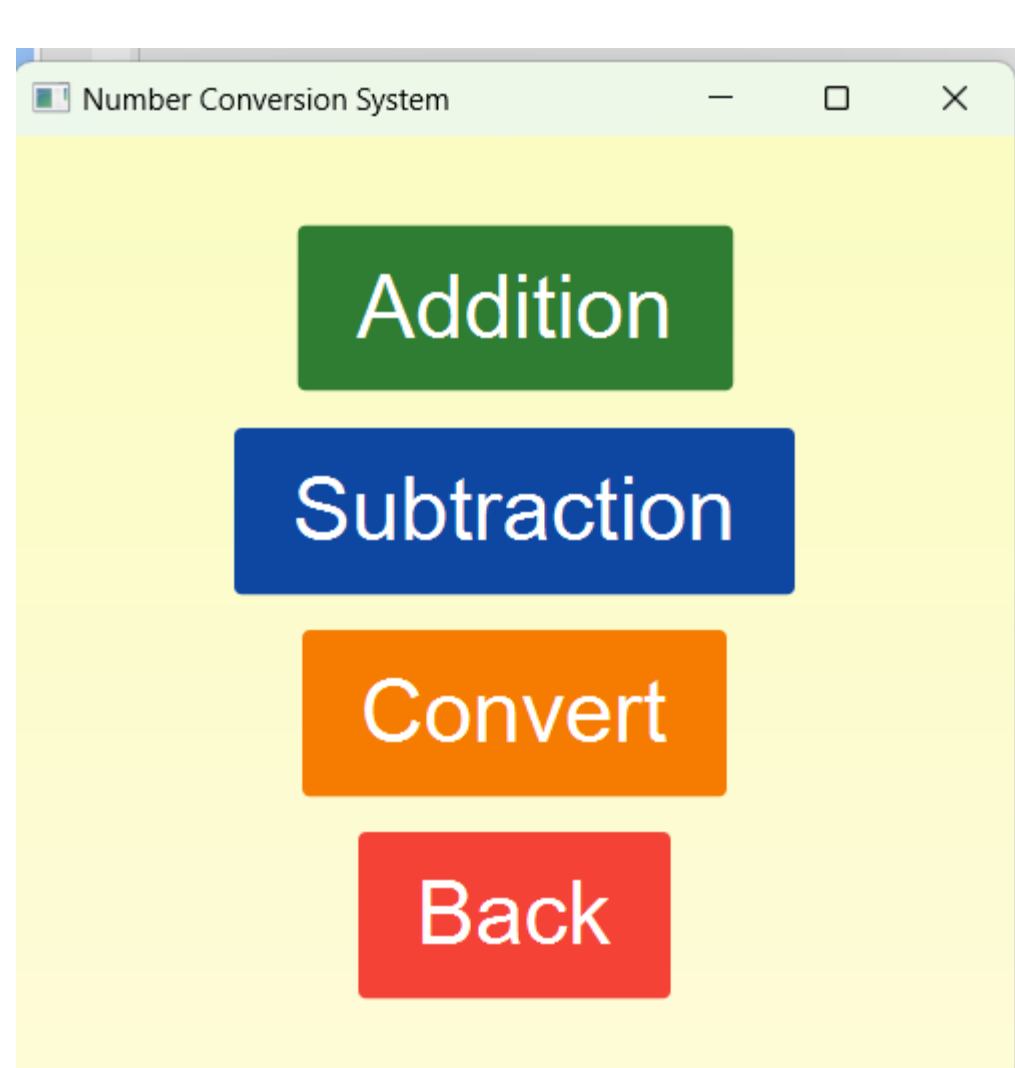 Number Conversion System
Addition
Subtraction
Convert
Back